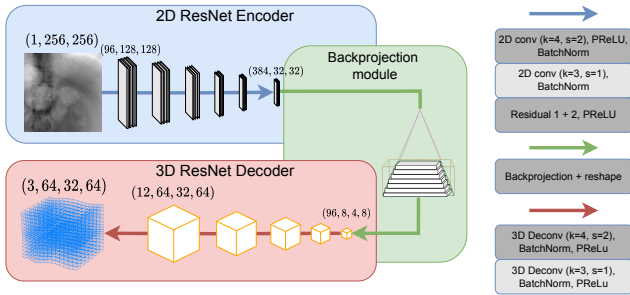 2D ResNet Encoder
(1, 256, 256)
(96, 128, 128)
(384, 32, 32)
Backprojection
module
3D ResNet Decoder
(3, 64, 32, 64)
(12, 64, 32, 64)
(96, 8, 4, 8)
2D conv (k=4, s=2), PReLU,
BatchNorm
2D conv (k=3, s=1),
BatchNorm
Residual 1 + 2, PReLU
Backprojection + reshape
3D Deconv (k=4, s=2),
BatchNorm, PReLu
3D Deconv (k=3, s=1),
BatchNorm, PReLu